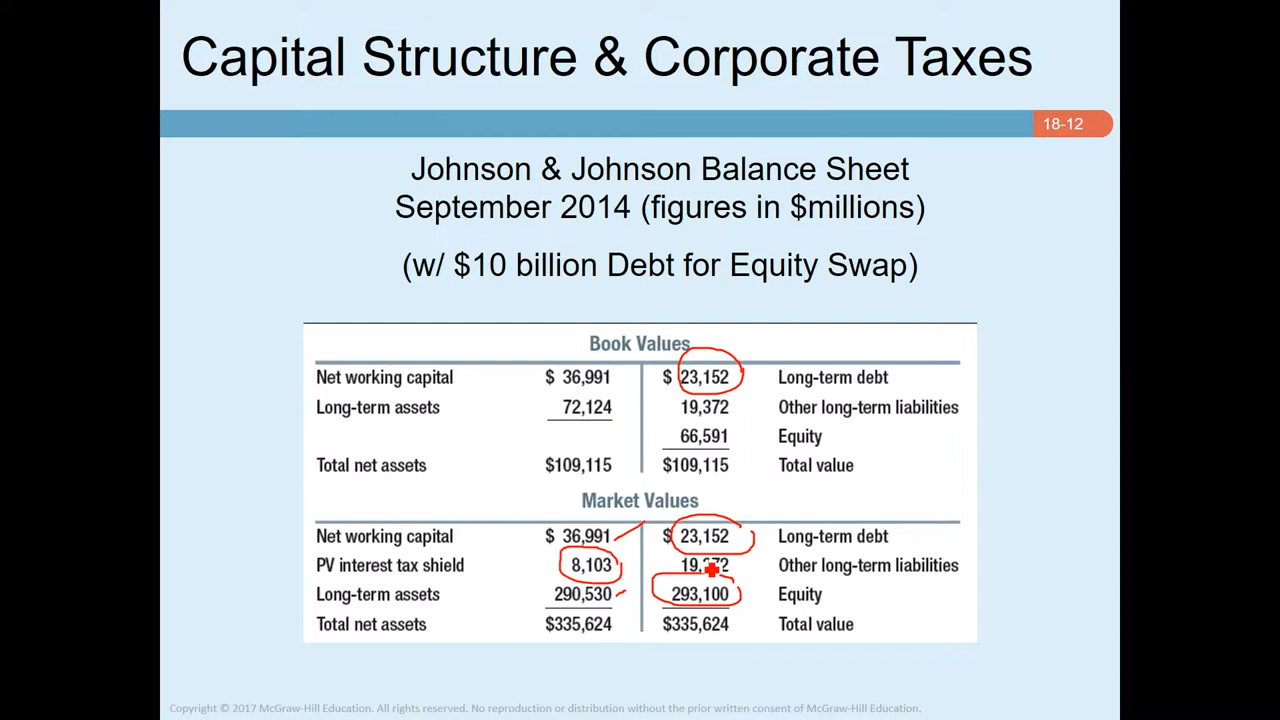 Capital Structure & Corporate Taxes
18-12
Johnson & Johnson Balance Sheet
September 2014 (figures in $millions)
(w/ $10 billion Debt for Equity Swap)
Book Values
Net working capital $ 36,991 $ 23,152 Long-term debt
Long-term assets 72,124 19,372 Other long-term liabilities
66,591 Equity
Total net assets $109,115 $109,115 Total value
Market Values
Net working capital $ 36,991 $ 23,152 Long-term debt
PV interest tax shield 8,103 Other long-term liabilities
Long-term assets 290,530 293,100 Equity
Total net assets $335,624 $335,624 Total value
Copyright © 2017 McGraw-Hill Education. All rights reserved. No reproduction or distribution without the prior written consent of McGraw-Hill Education.